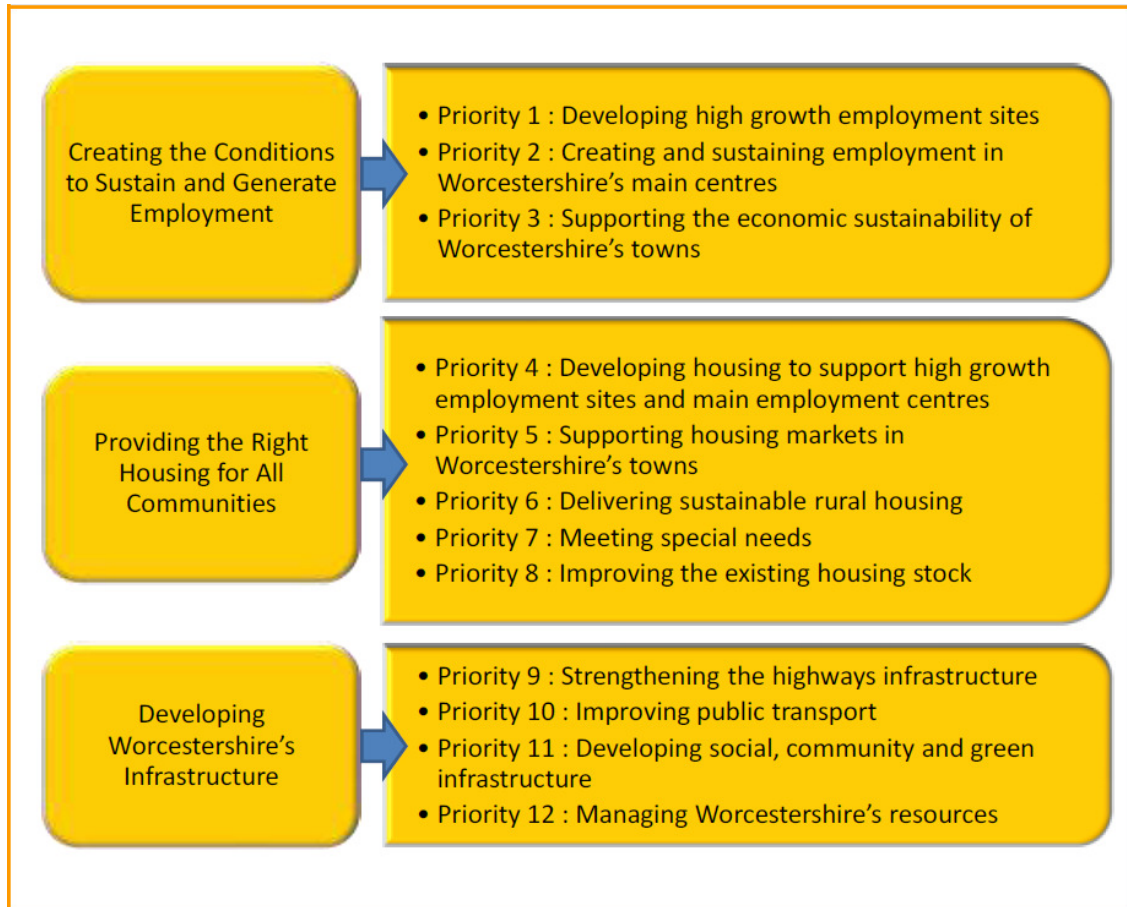 Creating the Conditions
to Sustain and Generate
Employment
• Priority 1 : Developing high growth employment sites
• Priority 2 : Creating and sustaining employment in
Worcestershire’s main centres
• Priority 3 : Supporting the economic sustainability of
Worcestershire’s towns
Providing the Right
Housing for All
Communities
• Priority 4 : Developing housing to support high growth
employment sites and main employment centres
• Priority 5 : Supporting housing markets in
Worcestershire’s towns
• Priority 6 : Delivering sustainable rural housing
• Priority 7 : Meeting special needs
• Priority 8 : Improving the existing housing stock
Developing
Worcestershire’s
Infrastructure
• Priority 9 : Strengthening the highways infrastructure
• Priority 10 : Improving public transport
• Priority 11 : Developing social, community and green
infrastructure
• Priority 12 : Managing Worcestershire’s resources